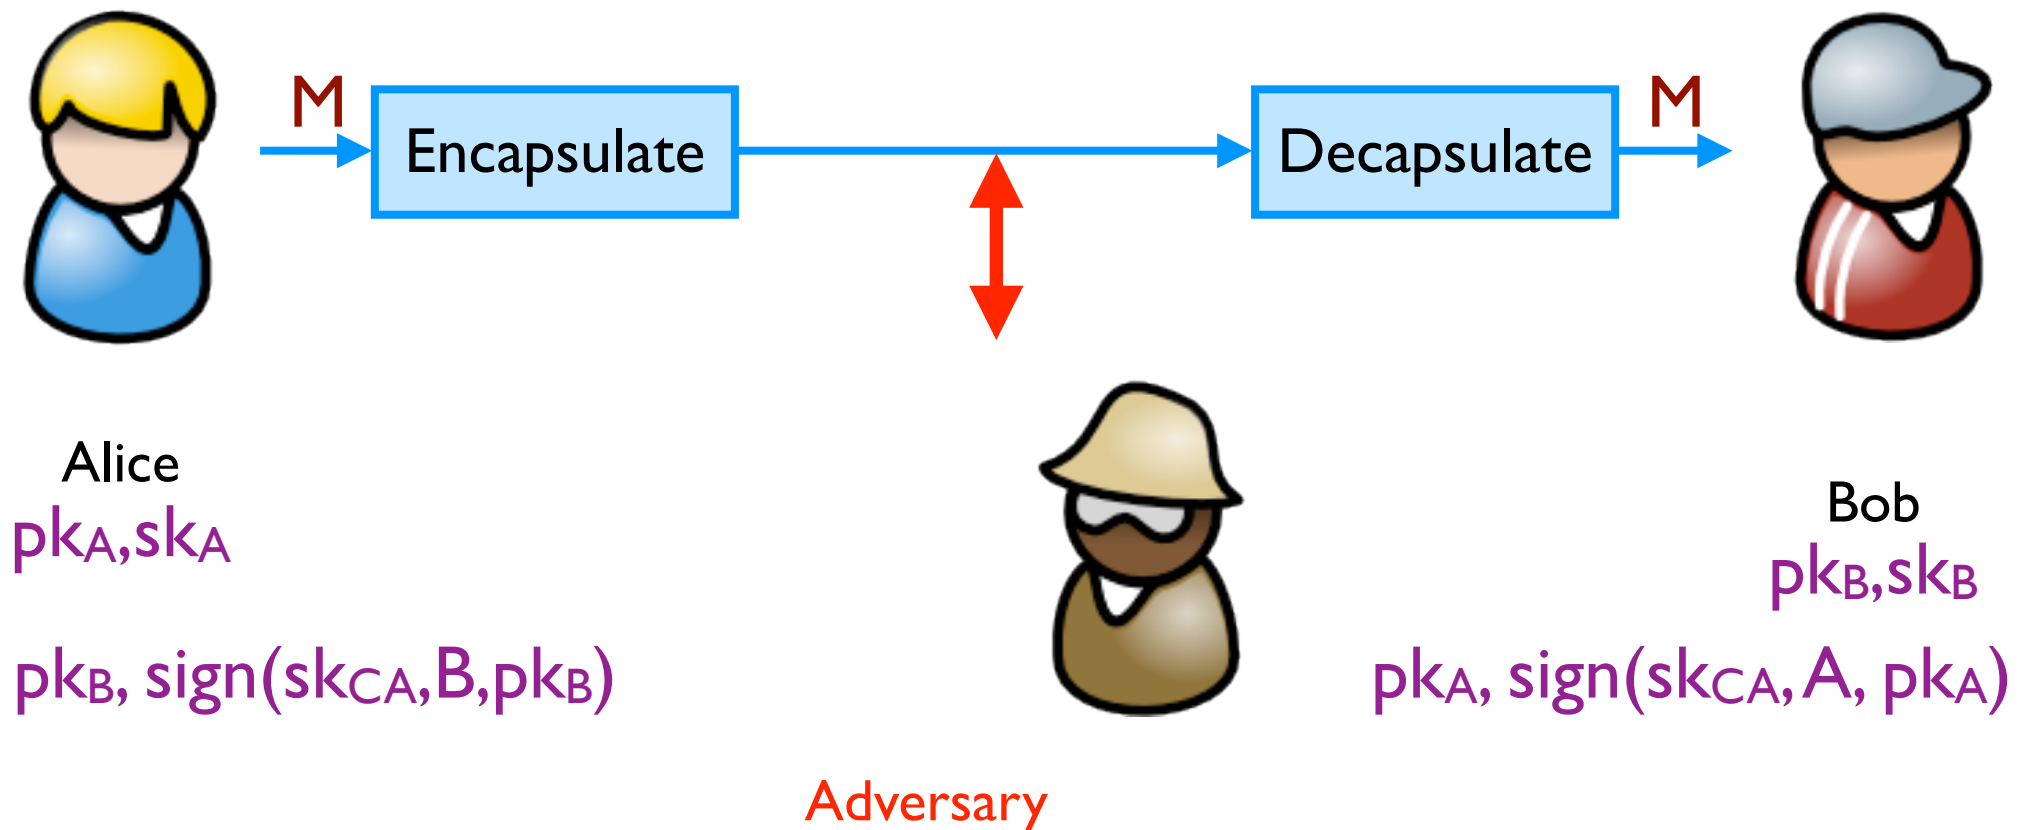 M
M
Encapsulate
Decapsulate
Alice
pkA,skA
Bob
pkB,skB
pkB, sign(skCA,B,pkB)
pkA, sign(skCA, A, pkA)
Adversary